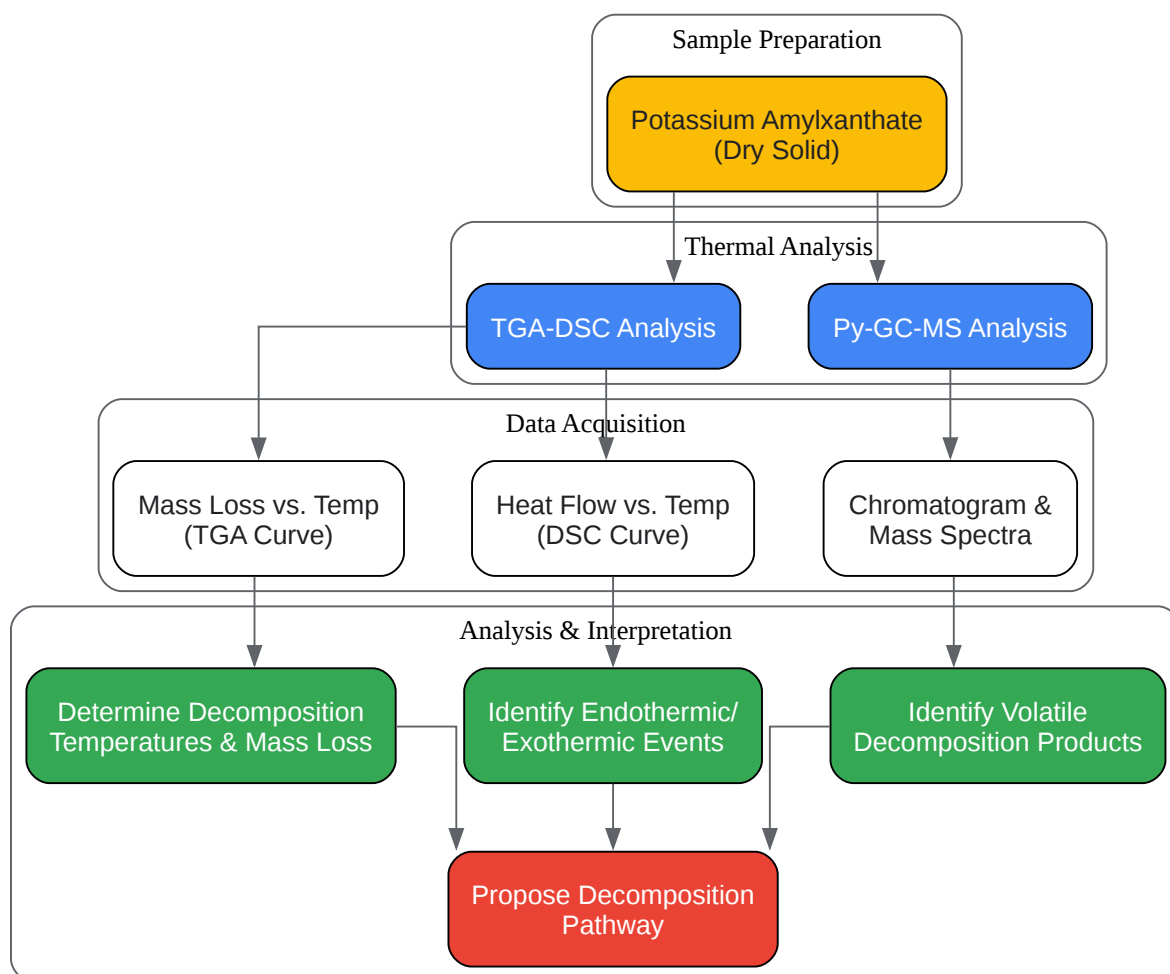 Sample Preparation
Potassium Amylxanthate
(Dry Solid)
Thermal Analysis
TGA-DSC Analysis
Py-GC-MS Analysis
Data Acquisition
Mass Loss vs. Temp
(TGA Curve)
Heat Flow vs. Temp
(DSC Curve)
Chromatogram &
Mass Spectra
Analysis & Interpretation
Determine Decomposition
Temperatures & Mass Loss
Identify Endothermic/
Exothermic Events
Identify Volatile
Decomposition Products
Propose Decomposition
Pathway